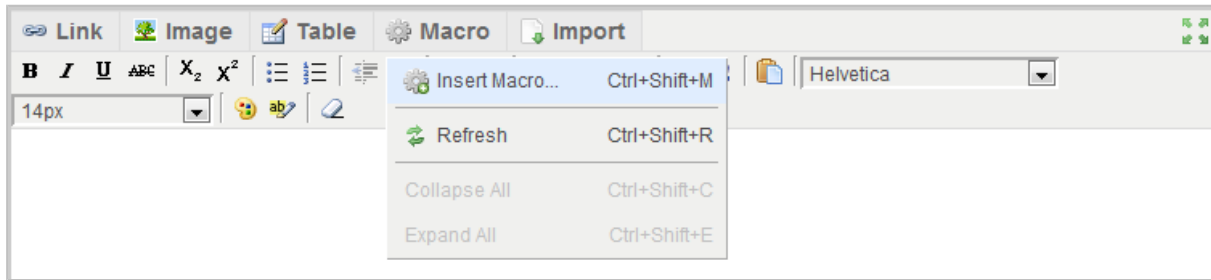 Link Image Table Macro Import
B I U ABC X₂ X² Helvetica
Insert Macro... Ctrl+Shift+M
14px
Refresh Ctrl+Shift+R
Collapse All Ctrl+Shift+C
Expand All Ctrl+Shift+E